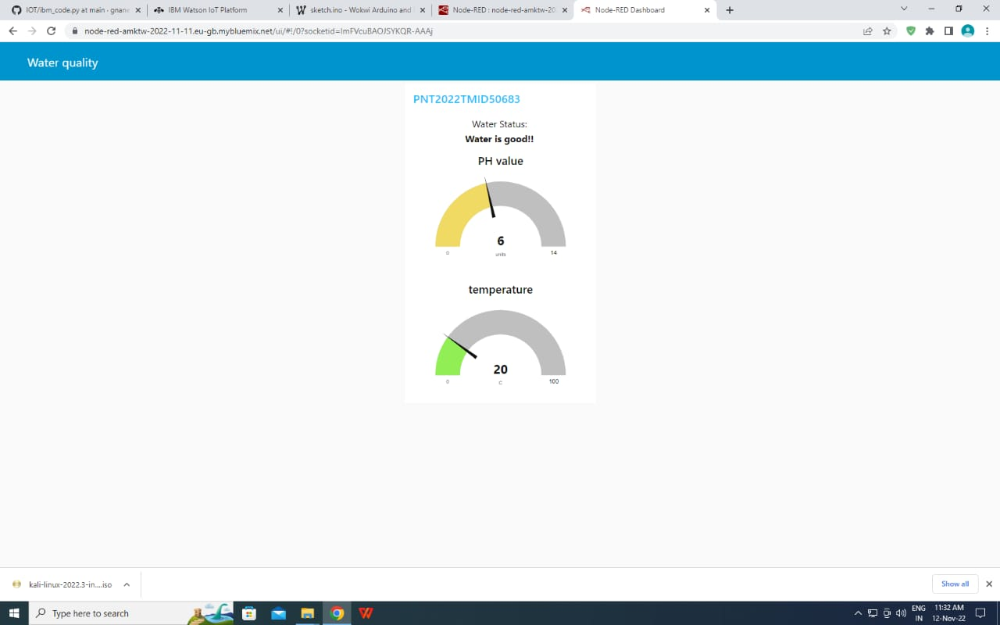 IOT/ibm_code.py at main · gnane
IBM Watson IoT Platform
sketch.ino - Wokwi Arduino and
Node-RED : node-red-amktw-20
Node-RED Dashboard
node-red-amktw-2022-11-11.eu-gb.mybluemix.net/ui/#!/0?socketid=ImFVcuBAOJSYKQR-AAAj
Water quality
PNT2022TMID50683
Water Status:
Water is good!!
PH value
6
units
0
14
temperature
20
C
0
100
kali-linux-2022.3-in....iso
Show all
Type here to search
ENG
IN
11:32 AM
12-Nov-22